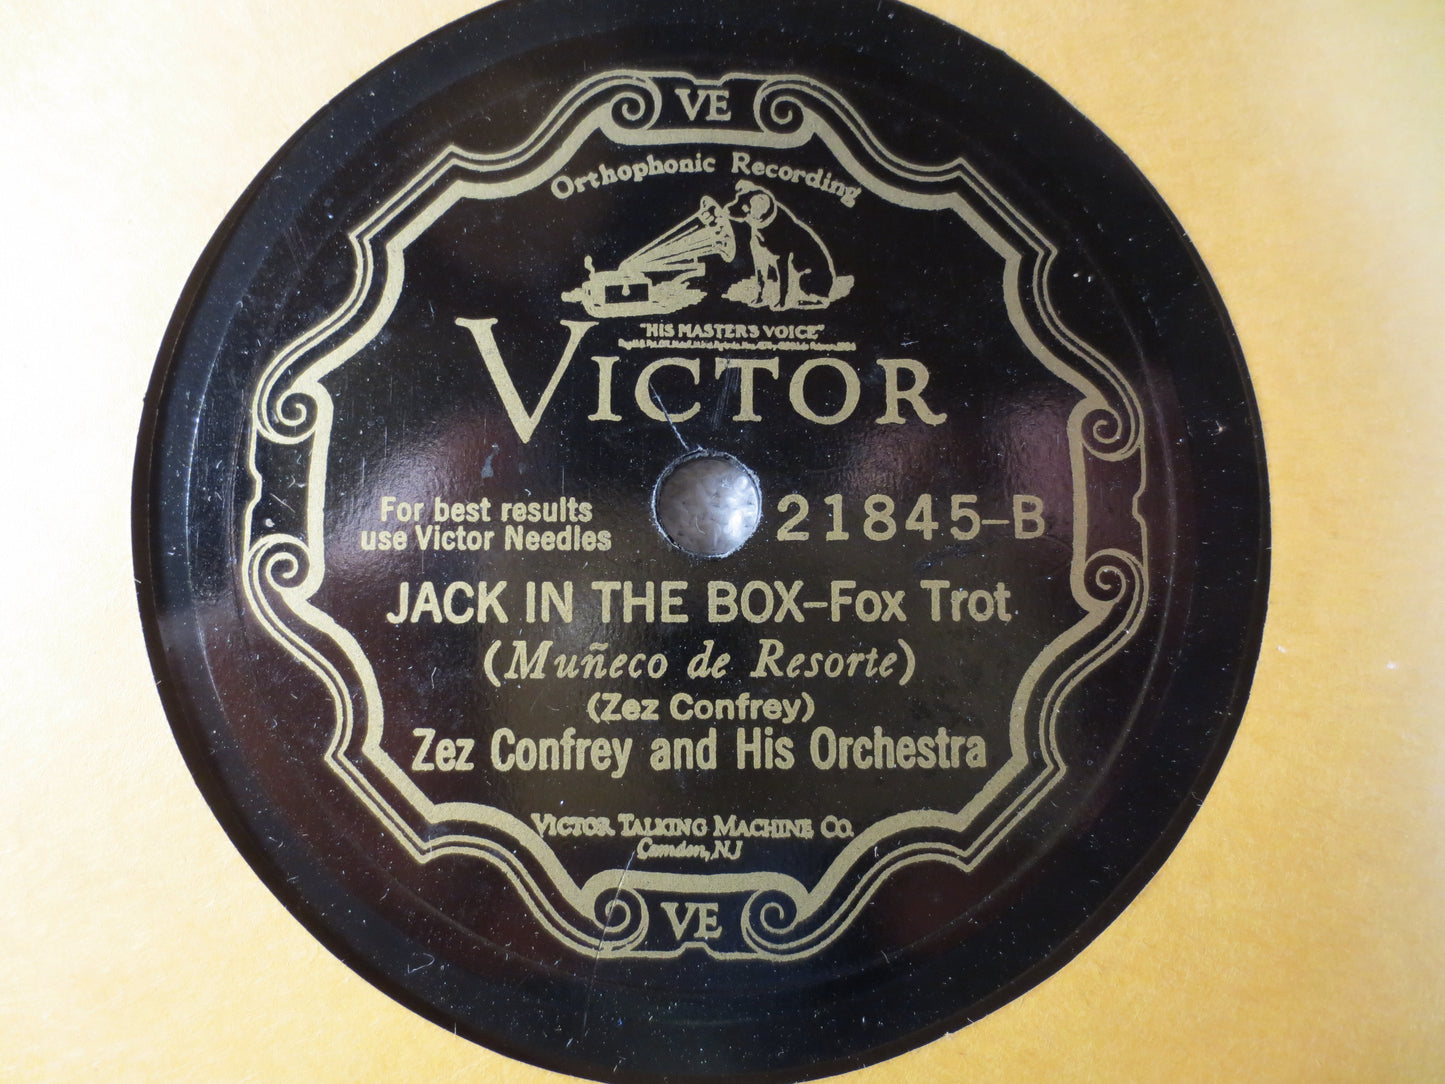 VE
Orthophonic Recording
"HIS MASTER'S VOICE"
VICTOR
For best results
use Victor Needles
21845-B
JACK IN THE BOX-Fox Trot
(Muñeco de Resorte)
(Zez Confrey)
Zez Confrey and His Orchestra
VICTOR TALKING MACHINE CO.
Camden, NJ
VE